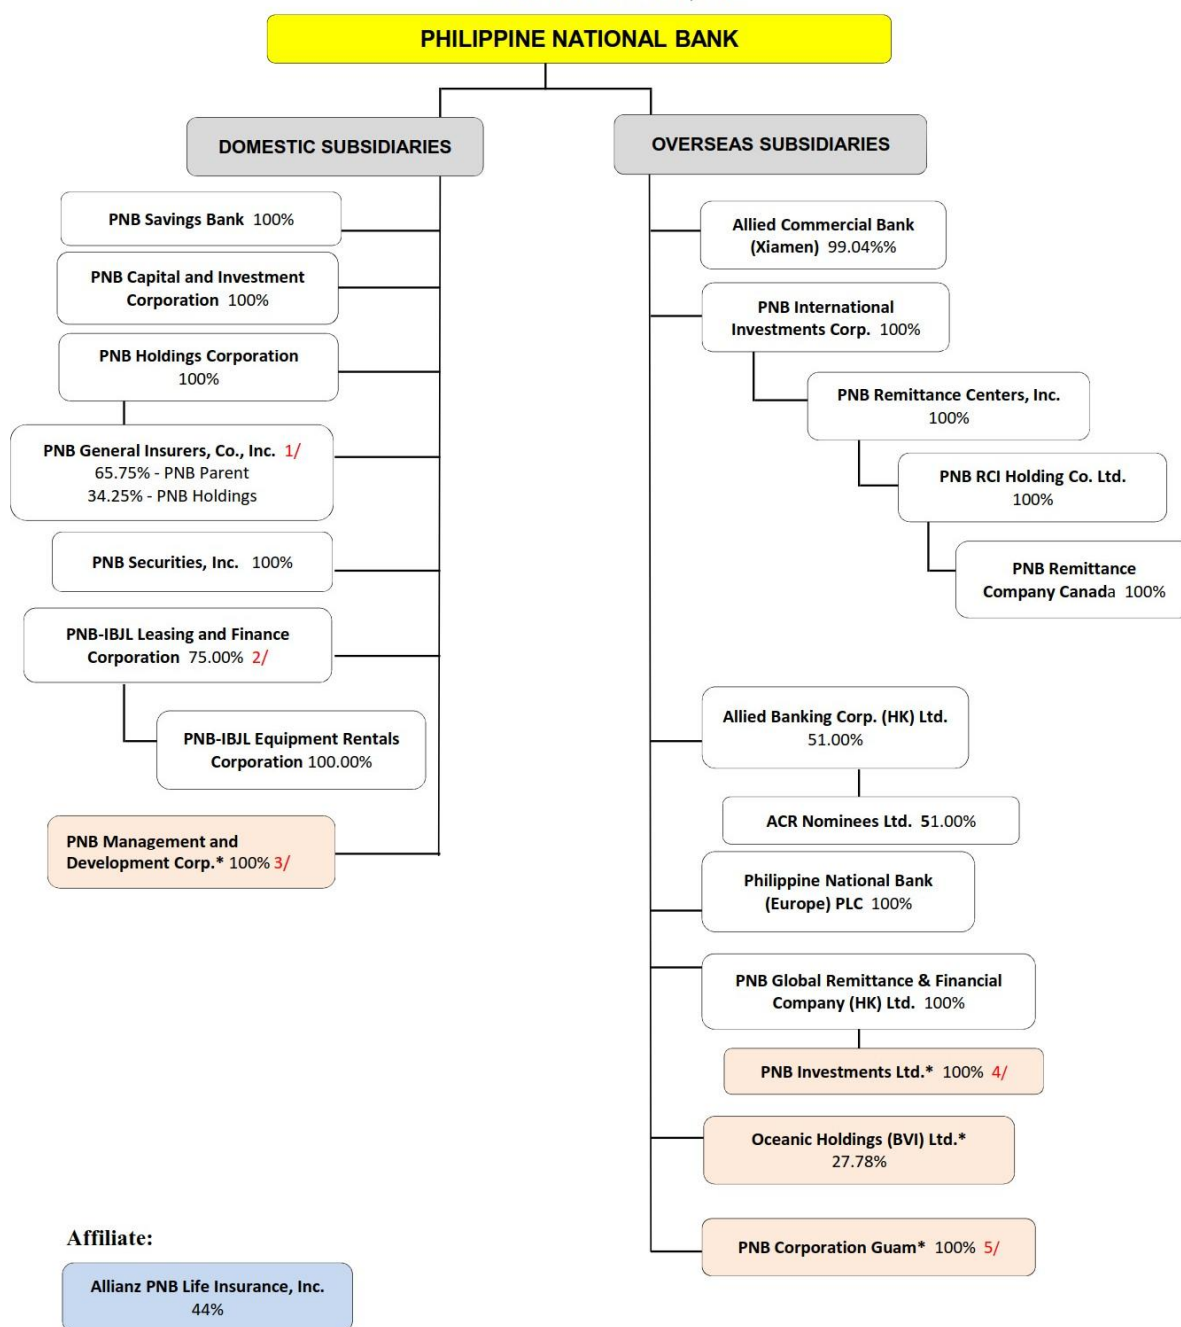 PHILIPPINE NATIONAL BANK
DOMESTIC SUBSIDIARIES
PNB Savings Bank 100%
PNB Capital and Investment
Corporation 100%
PNB Holdings Corporation
100%
PNB General Insurers, Co., Inc. 1/
65.75% - PNB Parent
34.25% - PNB Holdings
PNB Securities, Inc. 100%
PNB-IBJL Leasing and Finance
Corporation 75.00% 2/
PNB-IBJL Equipment Rentals
Corporation 100.00%
PNB Management and
Development Corp.* 100% 3/
OVERSEAS SUBSIDIARIES
Allied Commercial Bank
(Xiamen) 99.04%%
PNB International
Investments Corp. 100%
PNB Remittance Centers, Inc.
100%
PNB RCI Holding Co. Ltd.
100%
PNB Remittance
Company Canada 100%
Allied Banking Corp. (HK) Ltd.
51.00%
ACR Nominees Ltd. 51.00%
Philippine National Bank
(Europe) PLC 100%
PNB Global Remittance & Financial
Company (HK) Ltd. 100%
PNB Investments Ltd.* 100% 4/
Oceanic Holdings (BVI) Ltd.*
27.78%
PNB Corporation Guam* 100% 5/
Affiliate:
Allianz PNB Life Insurance, Inc.
44%